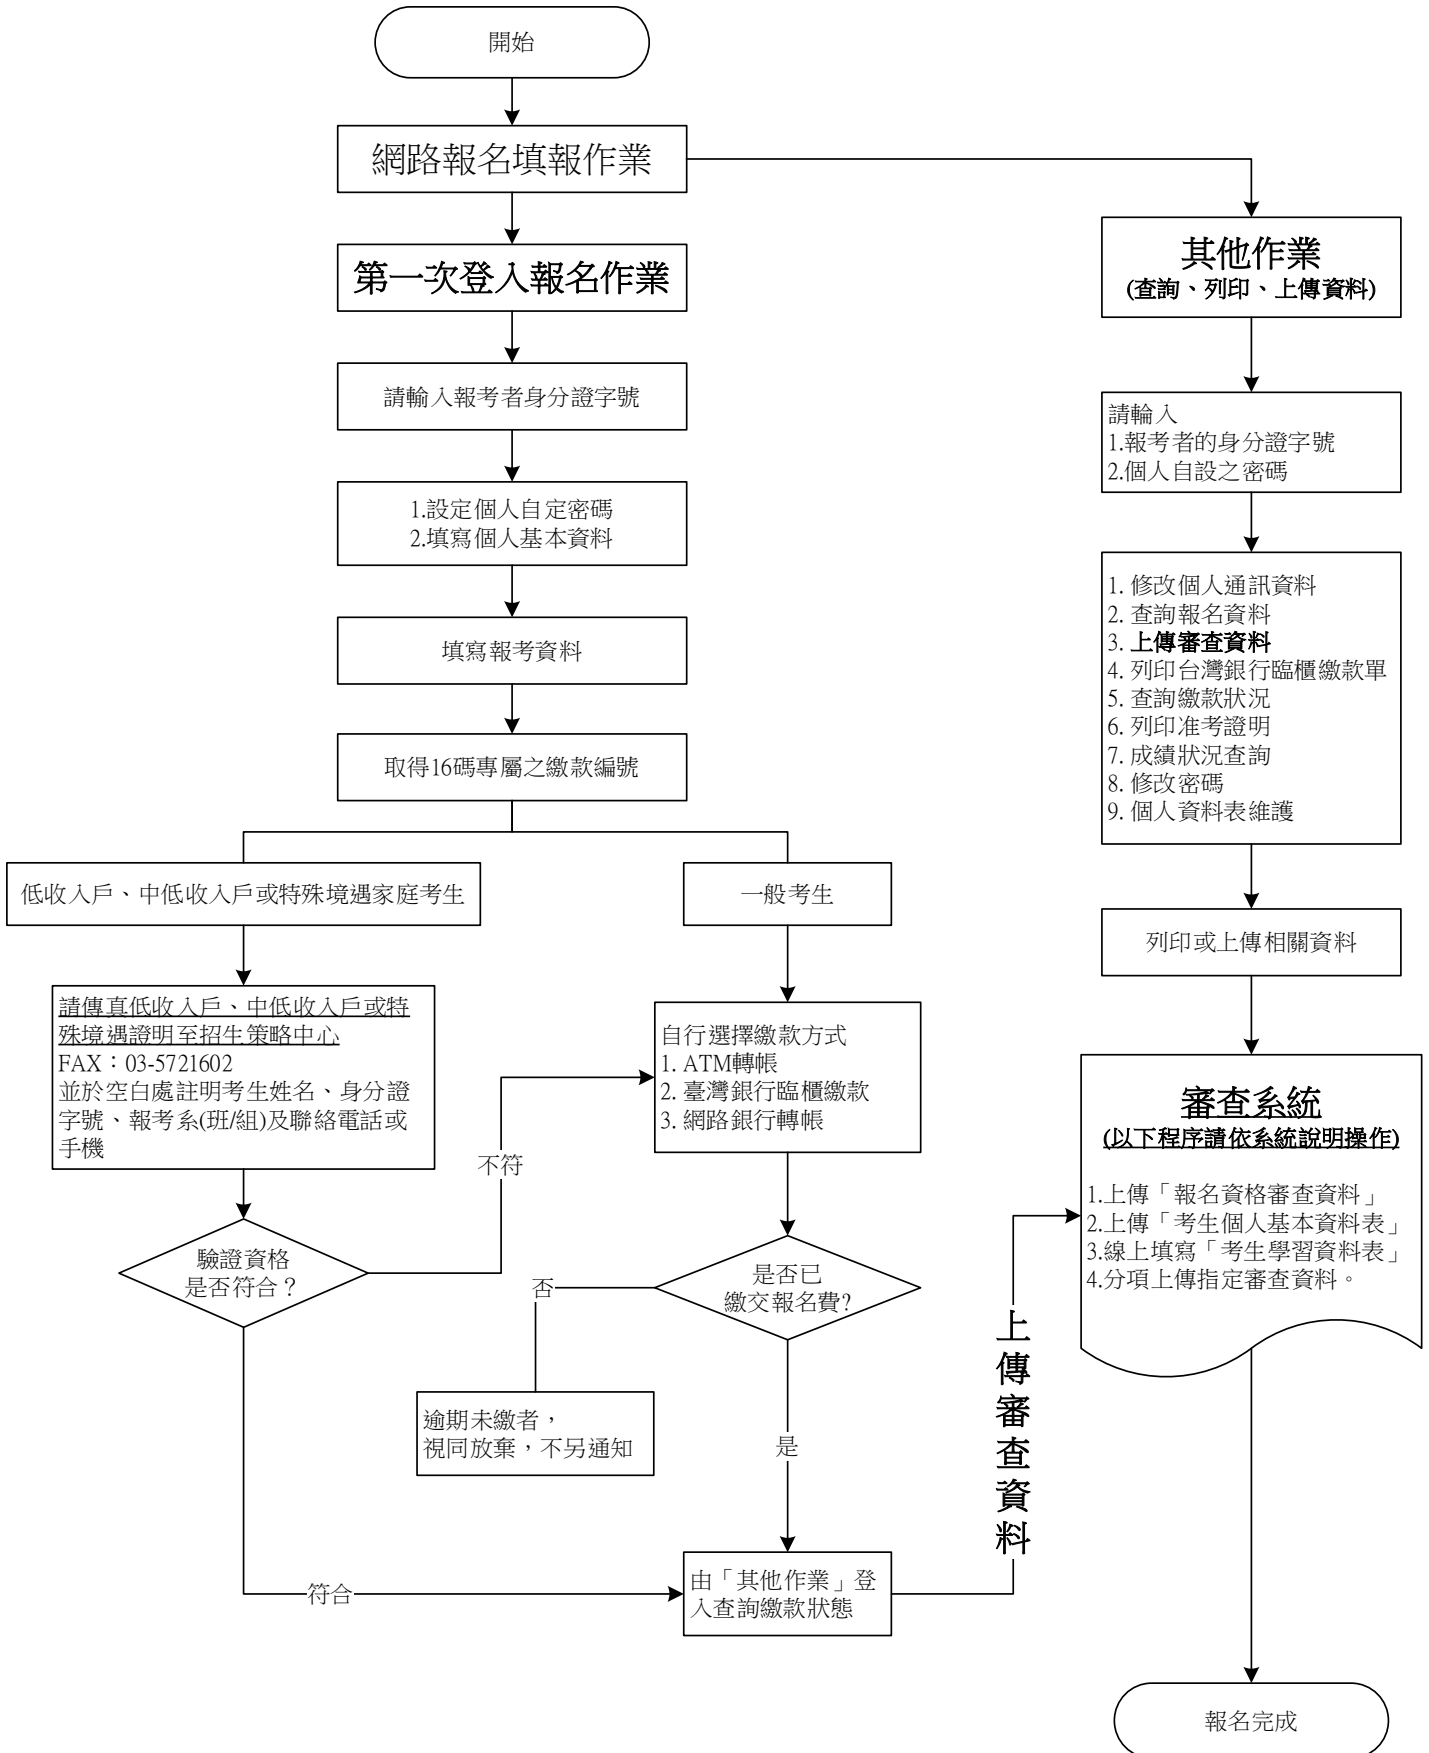 開始
網路報名填報作業
第一次登入報名作業
請輸入報考者身分證字號
1.設定個人自定密碼
2.填寫個人基本資料
填寫報考資料
取得16碼專屬之繳款編號
低收入戶、中低收入戶或特殊境遇家庭考生
一般考生
請傳真低收入戶、中低收入戶或特
殊境遇證明至招生策略中心
FAX：03-5721602
並於空白處註明考生姓名、身分證
字號、報考系(班/組)及聯絡電話或
手機
自行選擇繳款方式
1. ATM轉帳
2. 臺灣銀行臨櫃繳款
3. 網路銀行轉帳
不符
驗證資格
是否符合？
是否已
繳交報名費?
否
逾期未繳者，
視同放棄，不另通知
是
符合
由「其他作業」登
入查詢繳款狀態
上傳審查資料
其他作業
(查詢、列印、上傳資料)
請輸入
1.報考者的身分證字號
2.個人自設之密碼
1. 修改個人通訊資料
2. 查詢報名資料
3. 上傳審查資料
4. 列印台灣銀行臨櫃繳款單
5. 查詢繳款狀況
6. 列印准考證明
7. 成績狀況查詢
8. 修改密碼
9. 個人資料表維護
列印或上傳相關資料
審查系統
(以下程序請依系統說明操作)
1.上傳「報名資格審查資料」
2.上傳「考生個人基本資料表」
3.線上填寫「考生學習資料表」
4.分項上傳指定審查資料。
報名完成